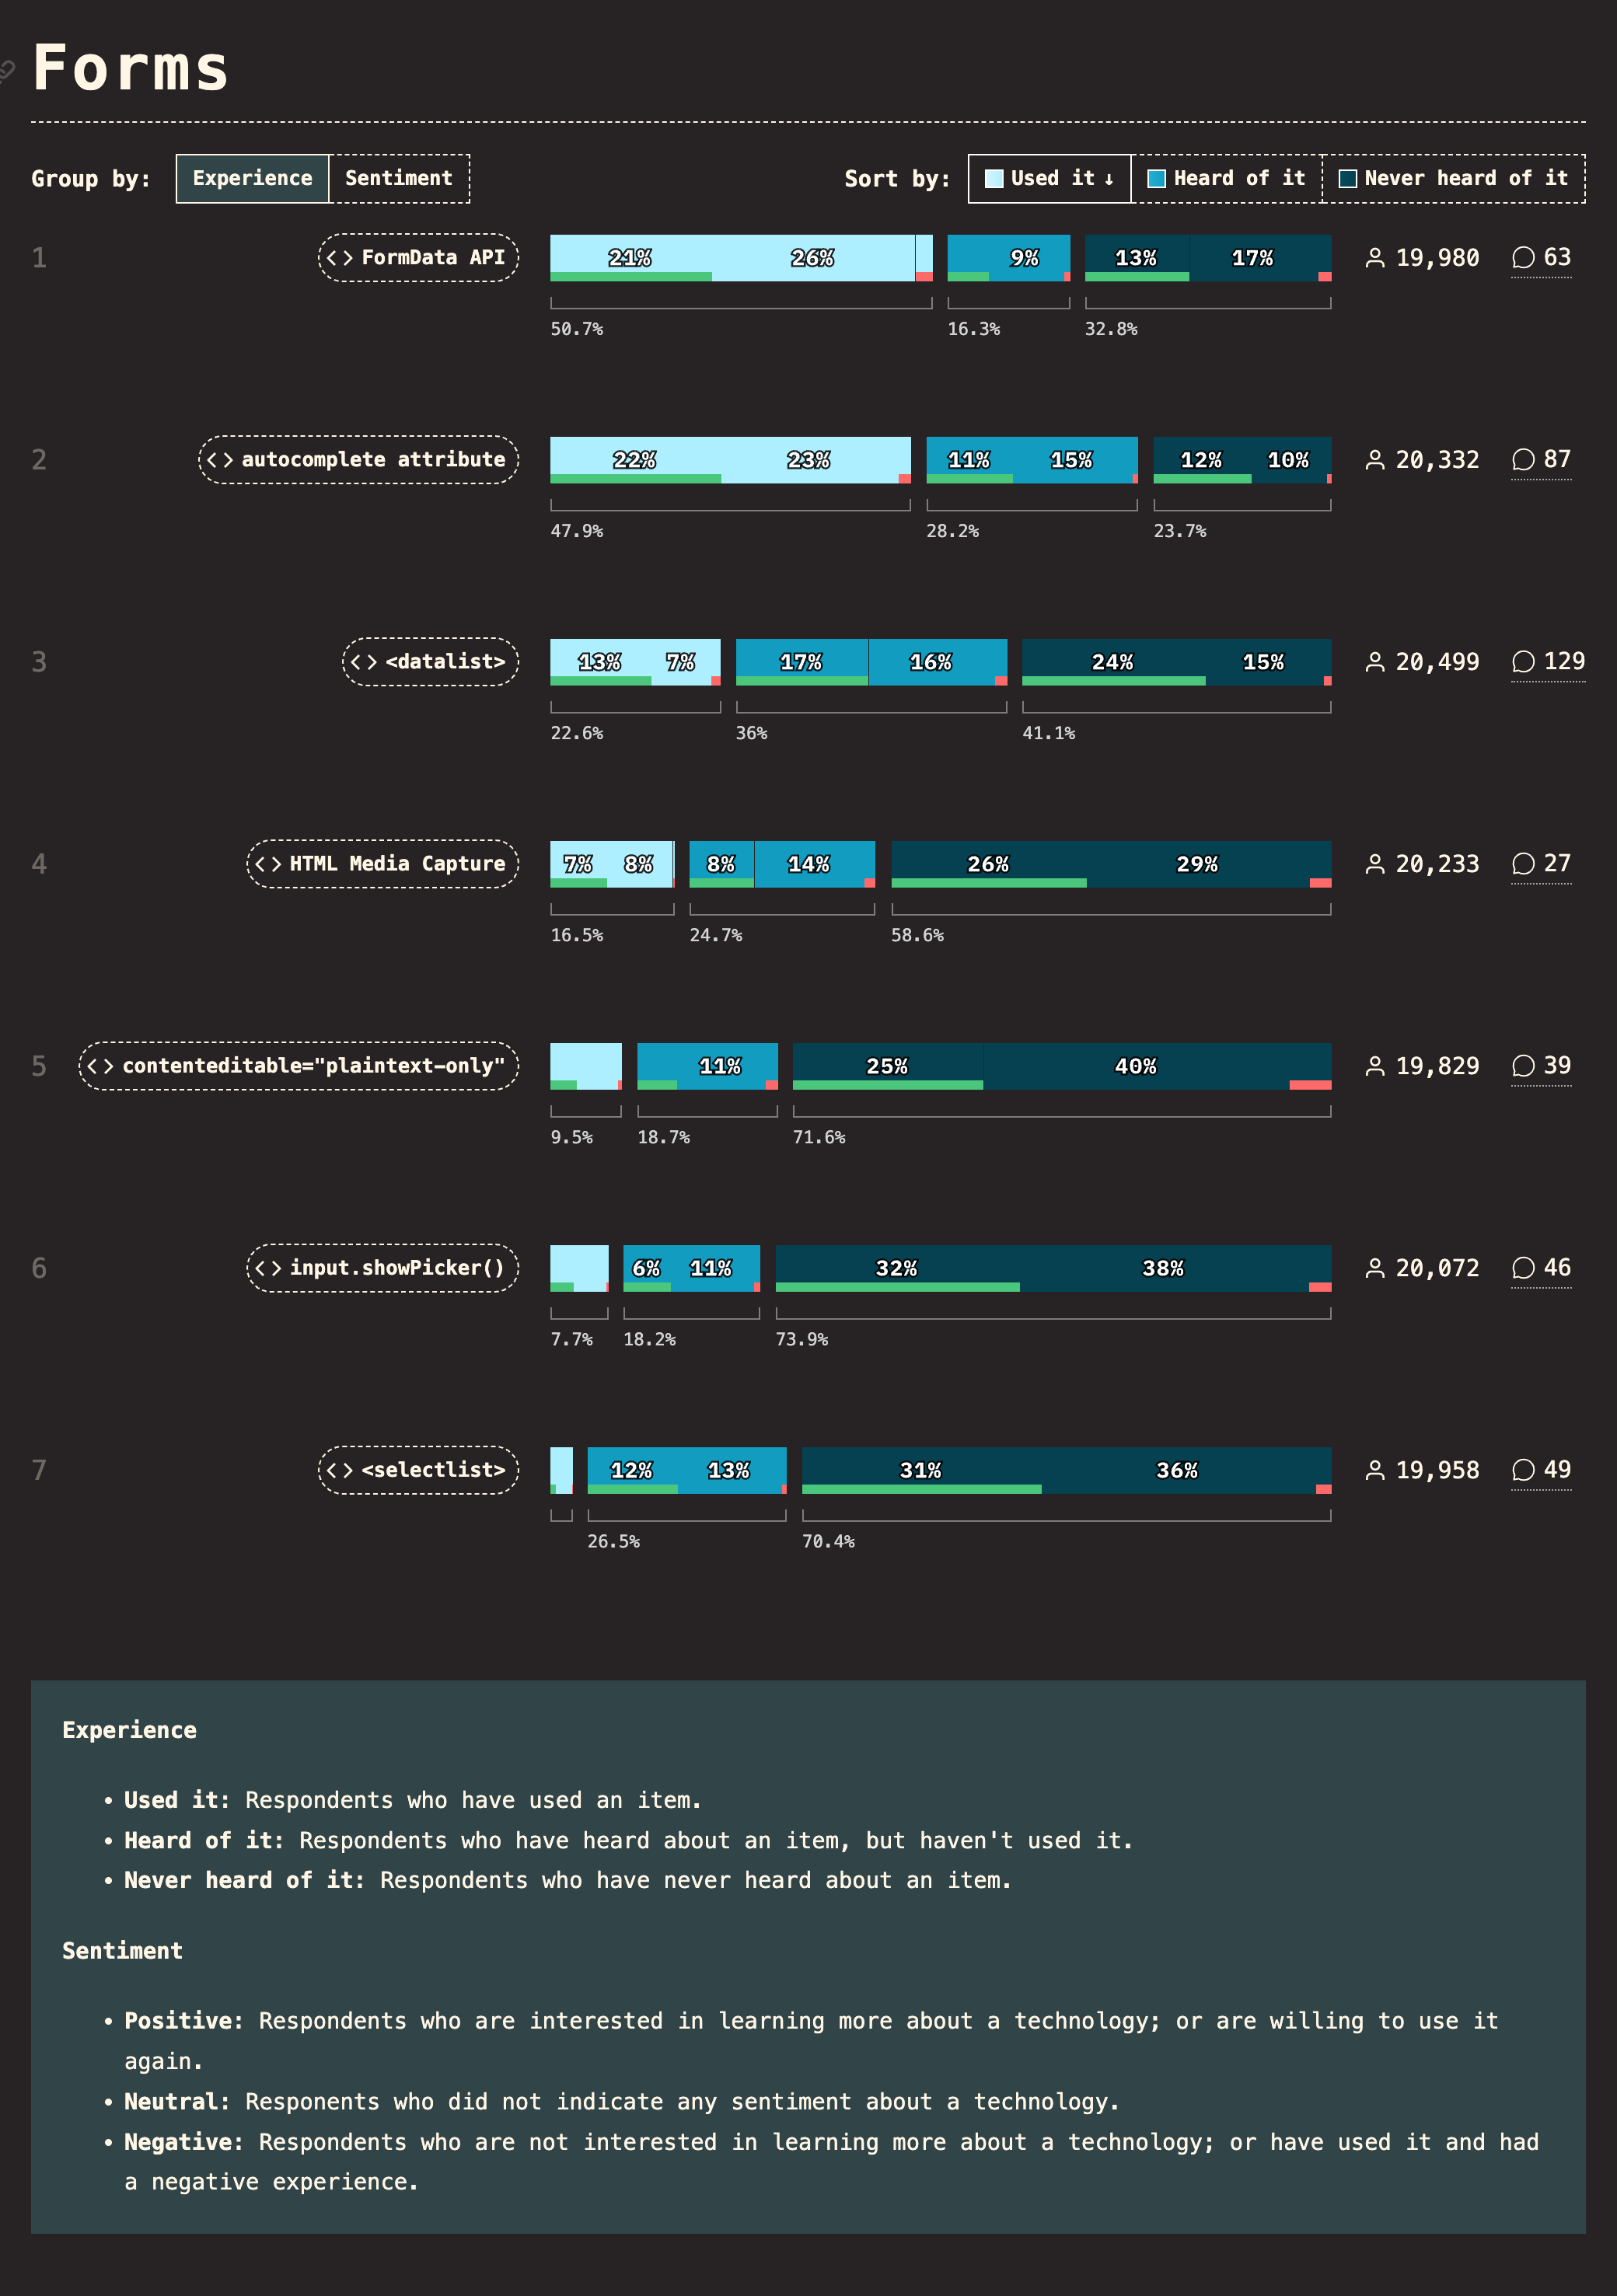 Forms
Group by: Experience Sentiment Sort by: Used it ↓ Heard of it Never heard of it
1 <> FormData API 21% 26% 9% 13% 17% 19,980 63
50.7% 16.3% 32.8%
2 <> autocomplete attribute 22% 23% 11% 15% 12% 10% 20,332 87
47.9% 28.2% 23.7%
3 <> <datalist> 13% 7% 17% 16% 24% 15% 20,499 129
22.6% 36% 41.1%
4 <> HTML Media Capture 7% 8% 8% 14% 26% 29% 20,233 27
16.5% 24.7% 58.6%
5 <> contenteditable="plaintext-only" 11% 25% 40% 19,829 39
9.5% 18.7% 71.6%
6 <> input.showPicker() 6% 11% 32% 38% 20,072 46
7.7% 18.2% 73.9%
7 <> <selectlist> 12% 13% 31% 36% 19,958 49
26.5% 70.4%
Experience
• Used it: Respondents who have used an item.
• Heard of it: Respondents who have heard about an item, but haven't used it.
• Never heard of it: Respondents who have never heard about an item.
Sentiment
• Positive: Respondents who are interested in learning more about a technology; or are willing to use it
again.
• Neutral: Responents who did not indicate any sentiment about a technology.
• Negative: Respondents who are not interested in learning more about a technology; or have used it and had
a negative experience.